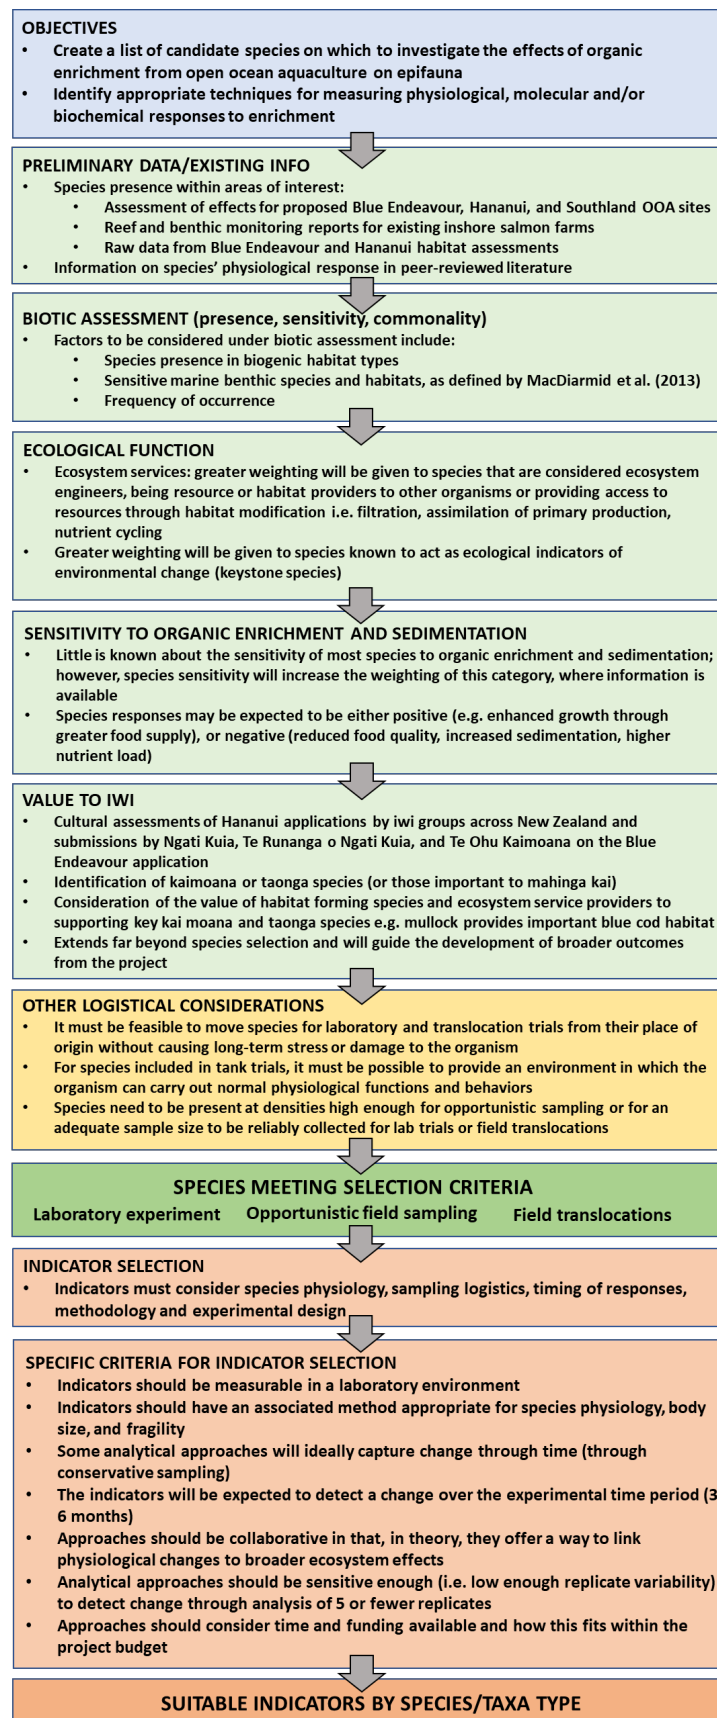 OBJECTIVES
• Create a list of candidate species on which to investigate the effects of organic
enrichment from open ocean aquaculture on epifauna
• Identify appropriate techniques for measuring physiological, molecular and/or
biochemical responses to enrichment
PRELIMINARY DATA/EXISTING INFO
• Species presence within areas of interest:
• Assessment of effects for proposed Blue Endeavour, Hananui, and Southland OOA sites
• Reef and benthic monitoring reports for existing inshore salmon farms
• Raw data from Blue Endeavour and Hananui habitat assessments
• Information on species' physiological response in peer-reviewed literature
BIOTIC ASSESSMENT (presence, sensitivity, commonality)
• Factors to be considered under biotic assessment include:
• Species presence in biogenic habitat types
• Sensitive marine benthic species and habitats, as defined by MacDiarmid et al. (2013)
• Frequency of occurrence
ECOLOGICAL FUNCTION
• Ecosystem services: greater weighting will be given to species that are considered ecosystem
engineers, being resource or habitat providers to other organisms or providing access to
resources through habitat modification i.e. filtration, assimilation of primary production,
nutrient cycling
• Greater weighting will be given to species known to act as ecological indicators of
environmental change (keystone species)
SENSITIVITY TO ORGANIC ENRICHMENT AND SEDIMENTATION
• Little is known about the sensitivity of most species to organic enrichment and sedimentation;
however, species sensitivity will increase the weighting of this category, where information is
available
• Species responses may be expected to be either positive (e.g. enhanced growth through
greater food supply), or negative (reduced food quality, increased sedimentation, higher
nutrient load)
VALUE TO IWI
• Cultural assessments of Hananui applications by iwi groups across New Zealand and
submissions by Ngati Kuia, Te Runanga o Ngati Kuia, and Te Ohu Kaimoana on the Blue
Endeavour application
• Identification of kaimoana or taonga species (or those important to mahinga kai)
• Consideration of the value of habitat forming species and ecosystem service providers to
supporting key kai moana and taonga species e.g. mullock provides important blue cod habitat
• Extends far beyond species selection and will guide the development of broader outcomes
from the project
OTHER LOGISTICAL CONSIDERATIONS
• It must be feasible to move species for laboratory and translocation trials from their place of
origin without causing long-term stress or damage to the organism
• For species included in tank trials, it must be possible to provide an environment in which the
organism can carry out normal physiological functions and behaviors
• Species need to be present at densities high enough for opportunistic sampling or for an
adequate sample size to be reliably collected for lab trials or field translocations
SPECIES MEETING SELECTION CRITERIA
Laboratory experiment Opportunistic field sampling Field translocations
INDICATOR SELECTION
• Indicators must consider species physiology, sampling logistics, timing of responses,
methodology and experimental design
SPECIFIC CRITERIA FOR INDICATOR SELECTION
• Indicators should be measurable in a laboratory environment
• Indicators should have an associated method appropriate for species physiology, body
size, and fragility
• Some analytical approaches will ideally capture change through time (through
conservative sampling)
• The indicators will be expected to detect a change over the experimental time period (3
6 months)
• Approaches should be collaborative in that, in theory, they offer a way to link
physiological changes to broader ecosystem effects
• Analytical approaches should be sensitive enough (i.e. low enough replicate variability)
to detect change through analysis of 5 or fewer replicates
• Approaches should consider time and funding available and how this fits within the
project budget
SUITABLE INDICATORS BY SPECIES/TAXA TYPE